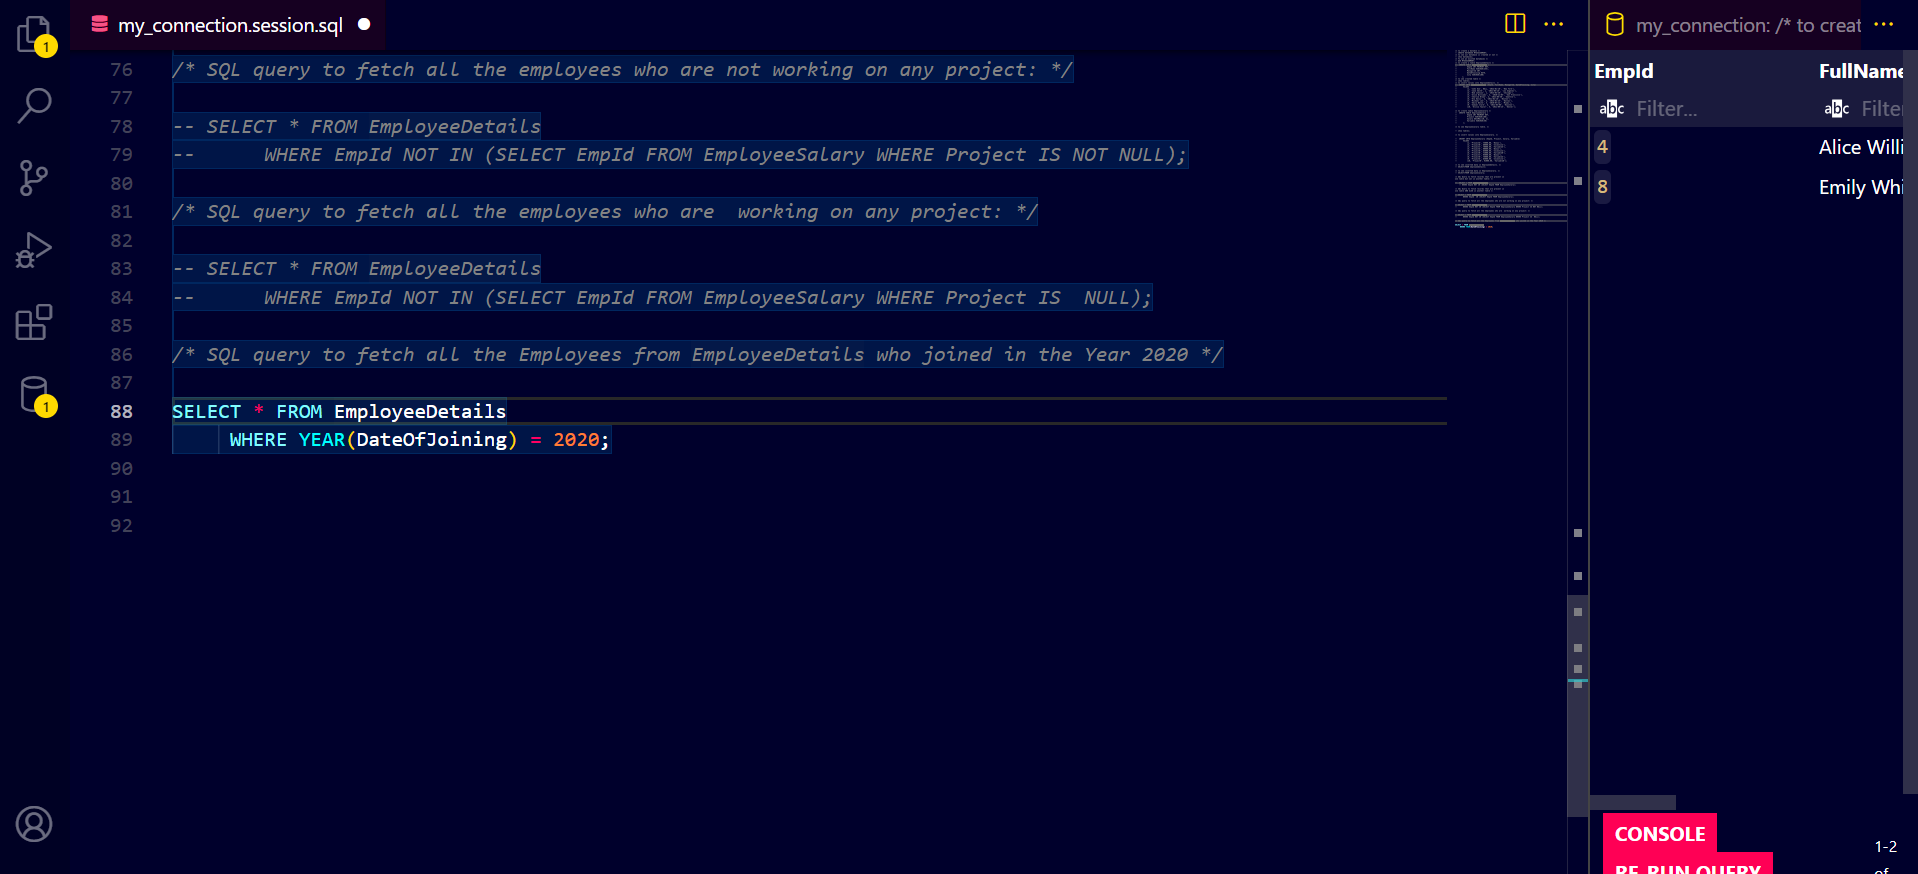 my_connection.session.sql
my_connection: /* to creat
1
76 /* SQL query to fetch all the employees who are not working on any project: */
77
78 -- SELECT * FROM EmployeeDetails
79 --      WHERE EmpId NOT IN (SELECT EmpId FROM EmployeeSalary WHERE Project IS NOT NULL);
80
81 /* SQL query to fetch all the employees who are  working on any project: */
82
83 -- SELECT * FROM EmployeeDetails
84 --      WHERE EmpId NOT IN (SELECT EmpId FROM EmployeeSalary WHERE Project IS  NULL);
85
86 /* SQL query to fetch all the Employees from EmployeeDetails who joined in the Year 2020 */
87
88 SELECT * FROM EmployeeDetails
89      WHERE YEAR(DateOfJoining) = 2020;
90
91
92
1
EmpId FullName
abc Filter... abc Filte
4 Alice Willi
8 Emily Whi
CONSOLE
RE-RUN QUERY
1-2
of